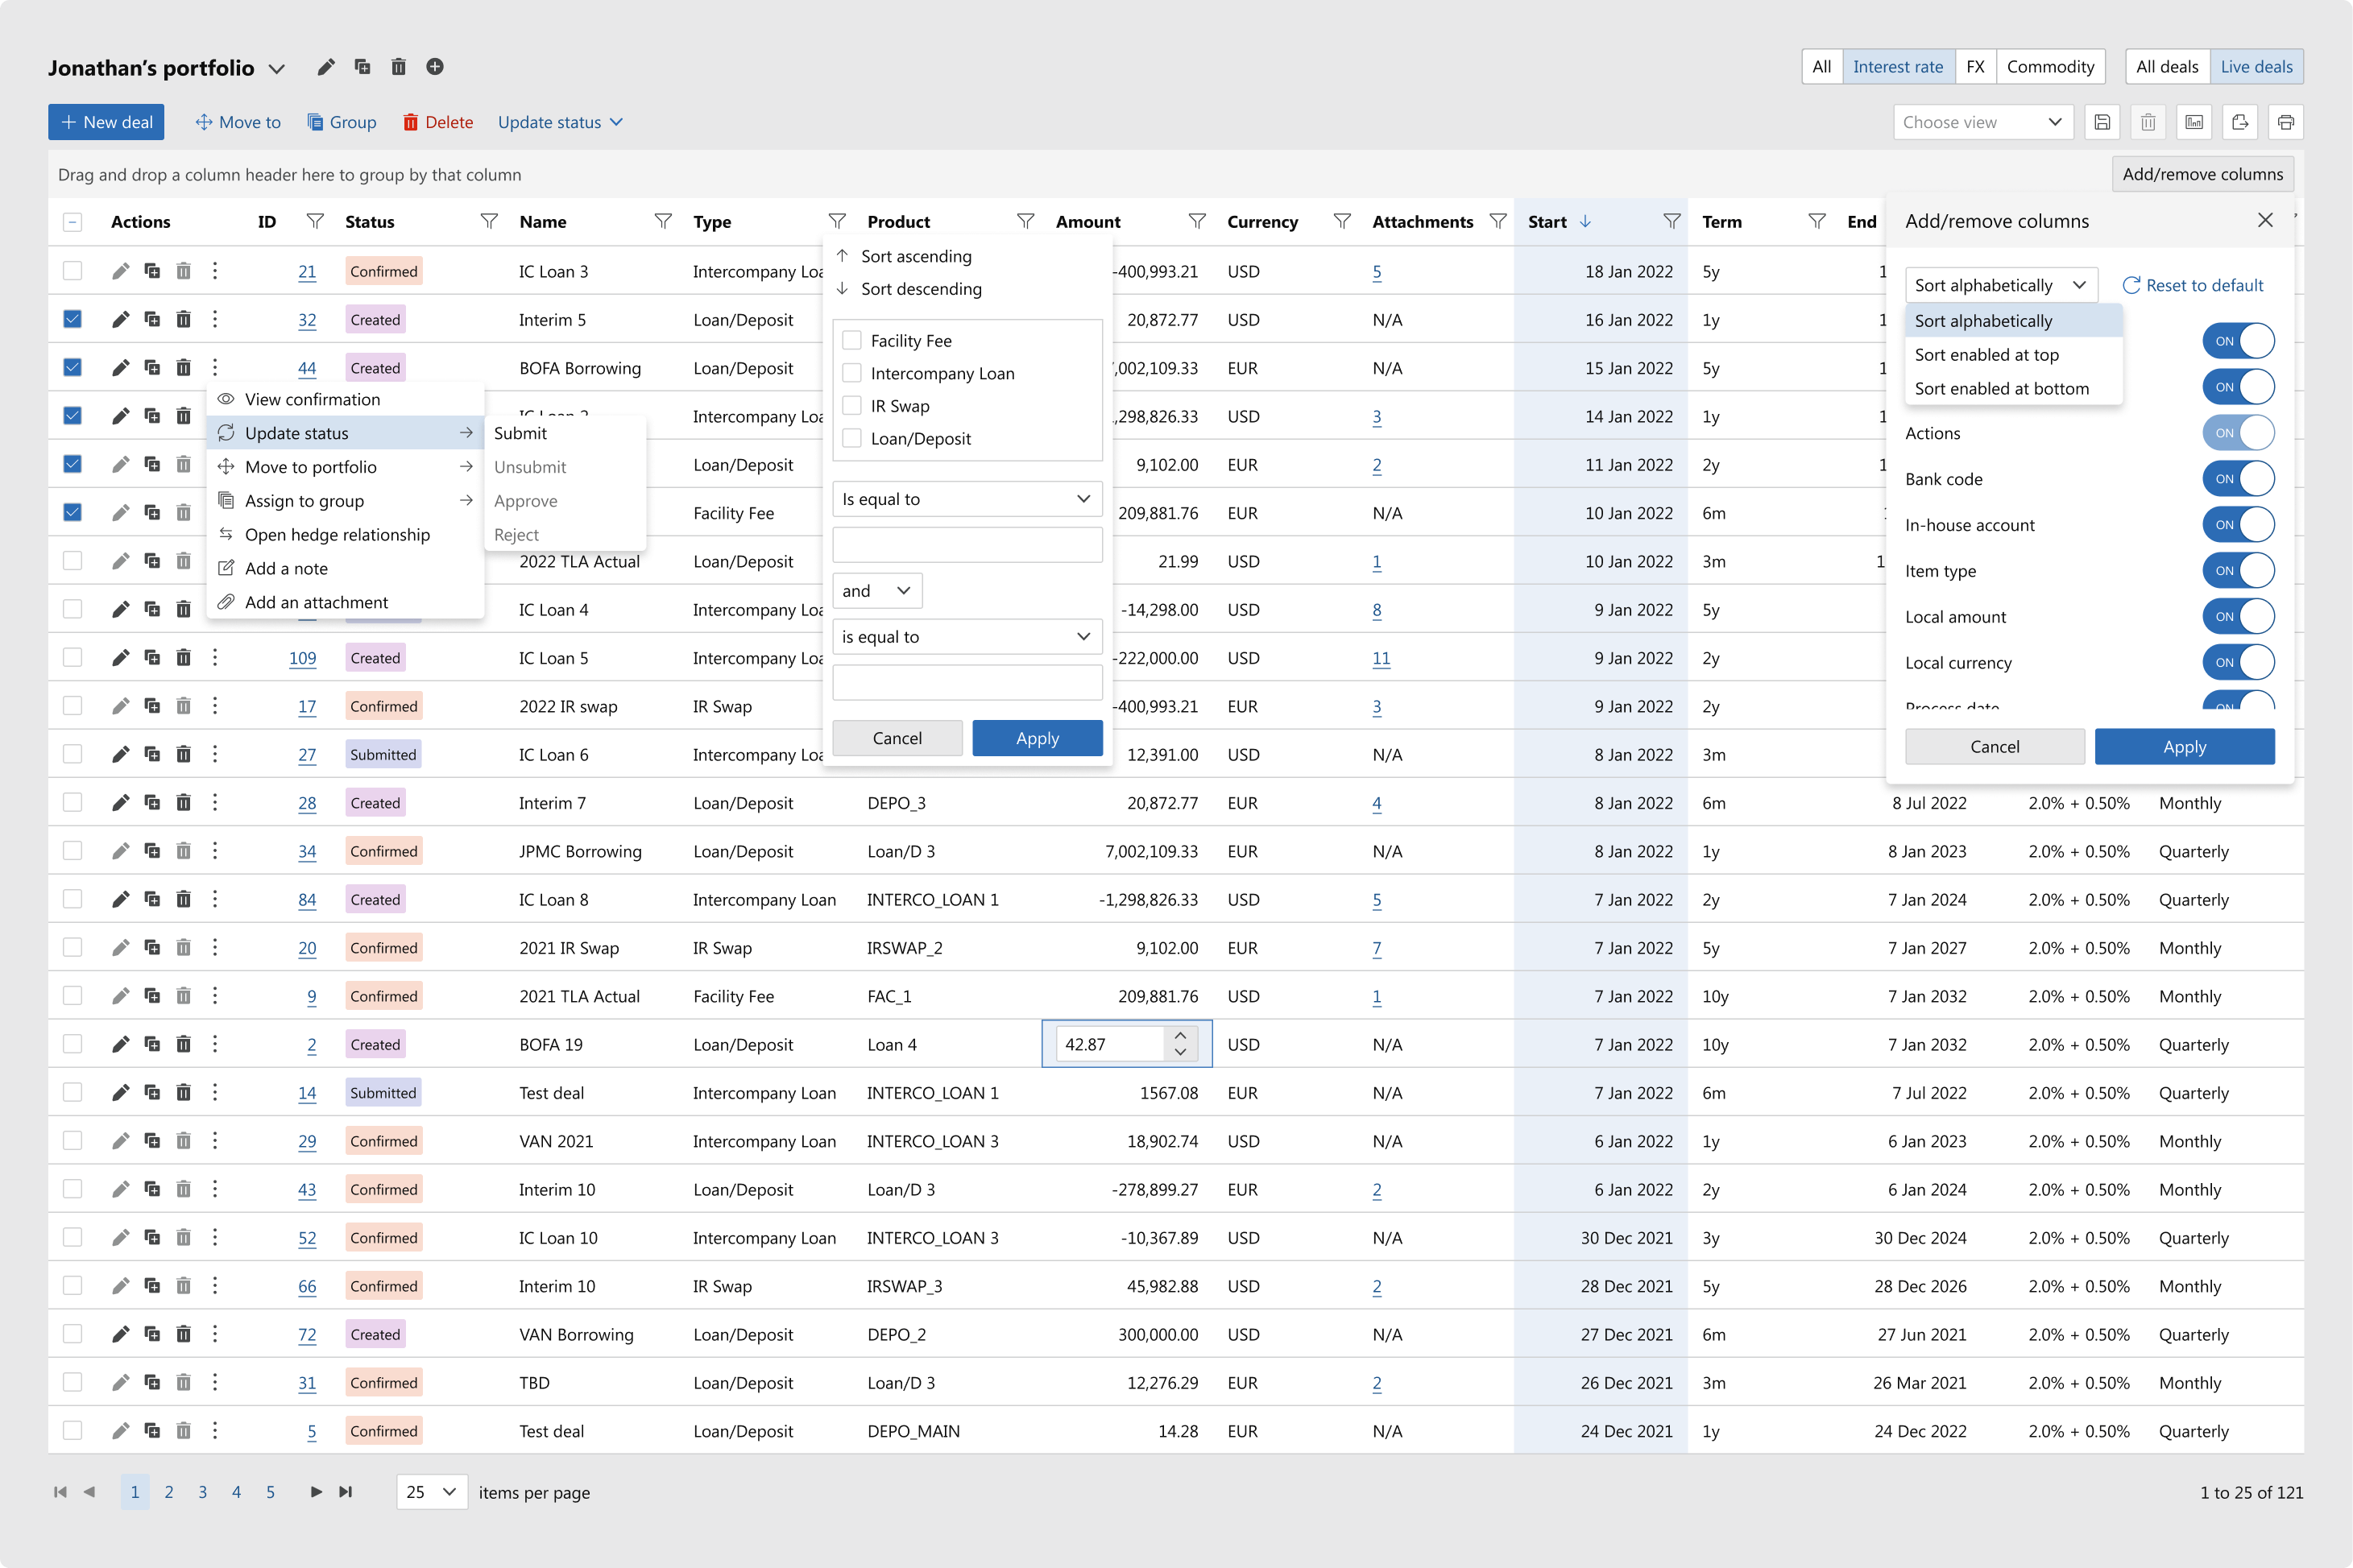 Jonathan’s portfolio
All Interest rate FX Commodity All deals Live deals
New deal Move to Group Delete Update status Choose view
Drag and drop a column header here to group by that column Add/remove columns
Actions ID Status Name Type Product Amount Currency Attachments Start Term End
21 Confirmed IC Loan 3 -400,993.21 USD 5 18 Jan 2022 5y
32 Created Interim 5 Loan/Deposit 20,872.77 USD N/A 16 Jan 2022 1y
44 Created BOFA Borrowing Loan/Deposit 002,109.33 EUR N/A 15 Jan 2022 5y
,298,826.33 USD 3 14 Jan 2022 1y
Loan/Deposit 9,102.00 EUR 2 11 Jan 2022 2y
Facility Fee 209,881.76 EUR N/A 10 Jan 2022 6m
2022 TLA Actual Loan/Deposit 21.99 USD 1 10 Jan 2022 3m
IC Loan 4 -14,298.00 USD 8 9 Jan 2022 5y
109 Created IC Loan 5 -222,000.00 USD 11 9 Jan 2022 2y
17 Confirmed 2022 IR swap IR Swap -400,993.21 EUR 3 9 Jan 2022 2y
27 Submitted IC Loan 6 12,391.00 USD N/A 8 Jan 2022 3m
View confirmation
Update status
Move to portfolio
Assign to group
Open hedge relationship
Add a note
Add an attachment
Submit
Unsubmit
Approve
Reject
Sort ascending
Sort descending
Facility Fee
Intercompany Loan
IR Swap
Loan/Deposit
Is equal to
and
is equal to
Cancel Apply
Add/remove columns
Sort alphabetically Reset to default
Sort alphabetically
Sort enabled at top
Sort enabled at bottom
ON
ON
Actions ON
Bank code ON
In-house account ON
Item type ON
Local amount ON
Local currency ON
Process date ON
Cancel Apply
28 Created Interim 7 Loan/Deposit DEPO_3 20,872.77 EUR 4 8 Jan 2022 6m 8 Jul 2022 2.0% + 0.50% Monthly
34 Confirmed JPMC Borrowing Loan/Deposit Loan/D 3 7,002,109.33 EUR N/A 8 Jan 2022 1y 8 Jan 2023 2.0% + 0.50% Quarterly
84 Created IC Loan 8 Intercompany Loan INTERCO_LOAN 1 -1,298,826.33 USD 5 7 Jan 2022 2y 7 Jan 2024 2.0% + 0.50% Quarterly
20 Confirmed 2021 IR Swap IR Swap IRSWAP_2 9,102.00 EUR 7 7 Jan 2022 5y 7 Jan 2027 2.0% + 0.50% Monthly
9 Confirmed 2021 TLA Actual Facility Fee FAC_1 209,881.76 USD 1 7 Jan 2022 10y 7 Jan 2032 2.0% + 0.50% Monthly
2 Created BOFA 19 Loan/Deposit Loan 4 42.87 USD N/A 7 Jan 2022 10y 7 Jan 2032 2.0% + 0.50% Quarterly
14 Submitted Test deal Intercompany Loan INTERCO_LOAN 1 1567.08 EUR N/A 7 Jan 2022 6m 7 Jul 2022 2.0% + 0.50% Quarterly
29 Confirmed VAN 2021 Intercompany Loan INTERCO_LOAN 3 18,902.74 USD N/A 6 Jan 2022 1y 6 Jan 2023 2.0% + 0.50% Monthly
43 Confirmed Interim 10 Loan/Deposit Loan/D 3 -278,899.27 EUR 2 6 Jan 2022 2y 6 Jan 2024 2.0% + 0.50% Monthly
52 Confirmed IC Loan 10 Intercompany Loan INTERCO_LOAN 3 -10,367.89 USD N/A 30 Dec 2021 3y 30 Dec 2024 2.0% + 0.50% Quarterly
66 Confirmed Interim 10 IR Swap IRSWAP_3 45,982.88 USD 2 28 Dec 2021 5y 28 Dec 2026 2.0% + 0.50% Monthly
72 Created VAN Borrowing Loan/Deposit DEPO_2 300,000.00 USD N/A 27 Dec 2021 6m 27 Jun 2021 2.0% + 0.50% Quarterly
31 Confirmed TBD Loan/Deposit Loan/D 3 12,276.29 EUR 2 26 Dec 2021 3m 26 Mar 2021 2.0% + 0.50% Monthly
5 Confirmed Test deal Loan/Deposit DEPO_MAIN 14.28 EUR N/A 24 Dec 2021 1y 24 Dec 2022 2.0% + 0.50% Quarterly
1 2 3 4 5 25 items per page 1 to 25 of 121